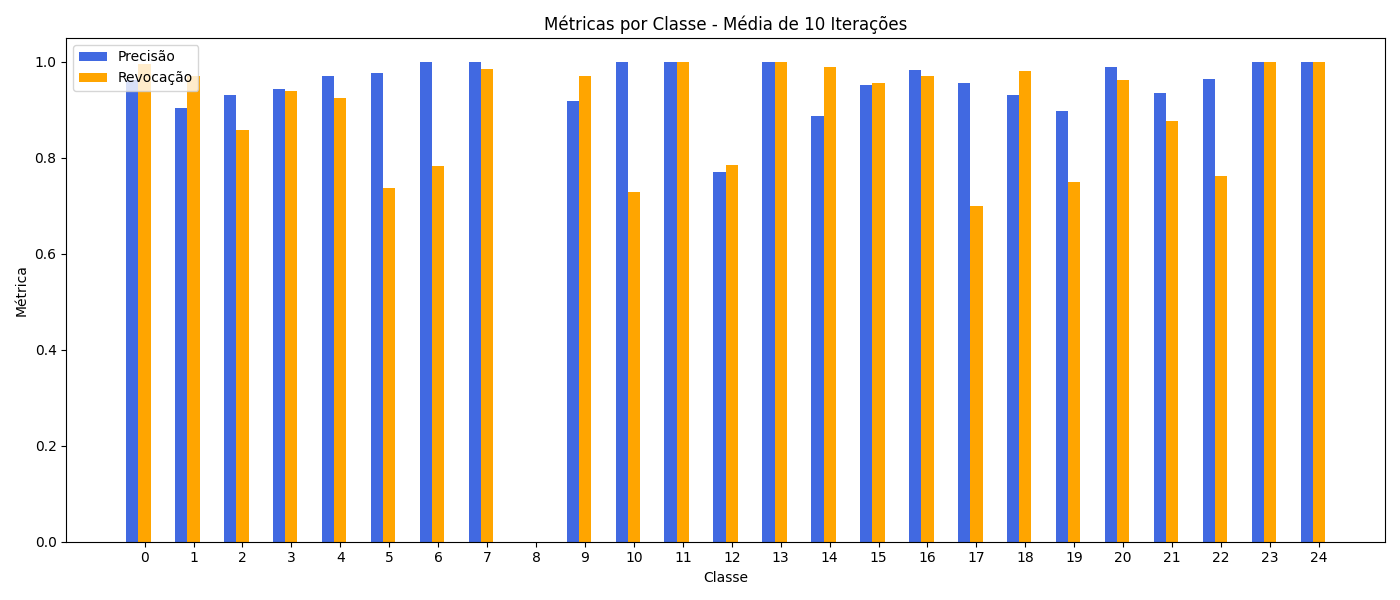 Métricas por Classe - Média de 10 Iterações
Precisão
Revocação
1.0
0.8
0.6
0.4
0.2
0.0
Métrica
0 1 2 3 4 5 6 7 8 9 10 11 12 13 14 15 16 17 18 19 20 21 22 23 24
Classe